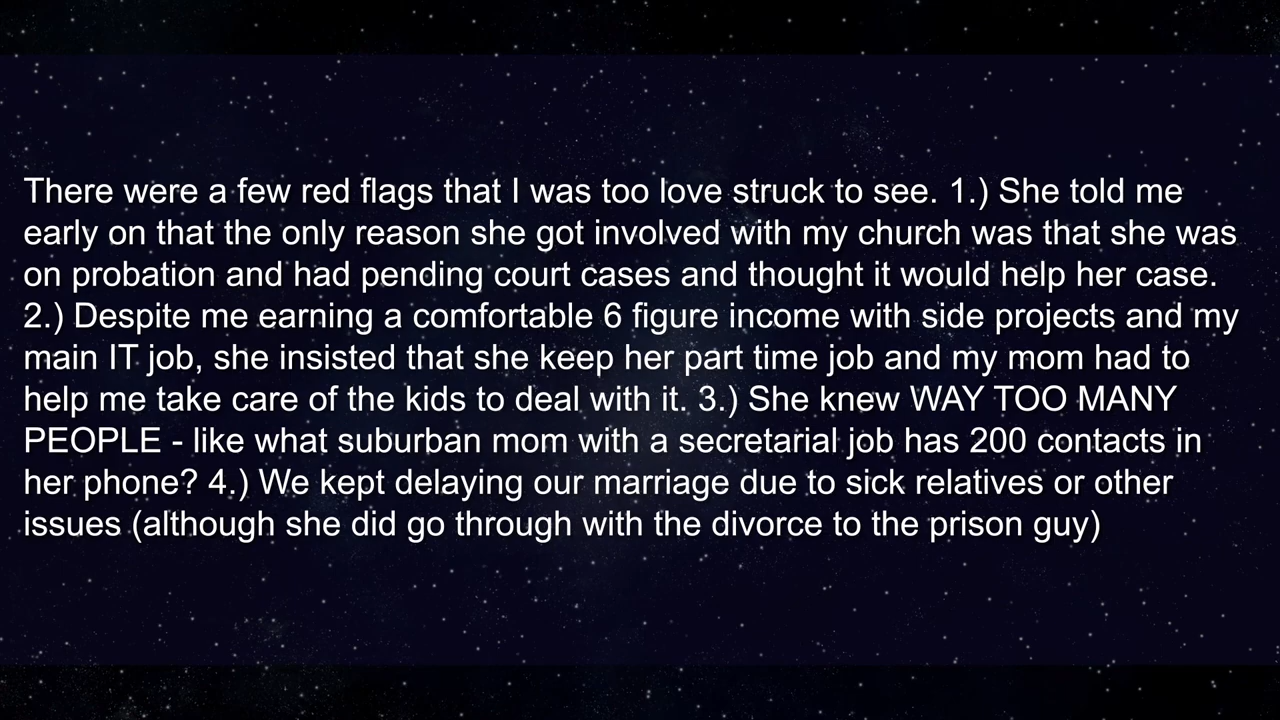 There were a few red flags that I was too love struck to see. 1.) She told me
early on that the only reason she got involved with my church was that she was
on probation and had pending court cases and thought it would help her case.
2.) Despite me earning a comfortable 6 figure income with side projects and my
main IT job, she insisted that she keep her part time job and my mom had to
help me take care of the kids to deal with it. 3.) She knew WAY TOO MANY
PEOPLE - like what suburban mom with a secretarial job has 200 contacts in
her phone? 4.) We kept delaying our marriage due to sick relatives or other
issues (although she did go through with the divorce to the prison guy)